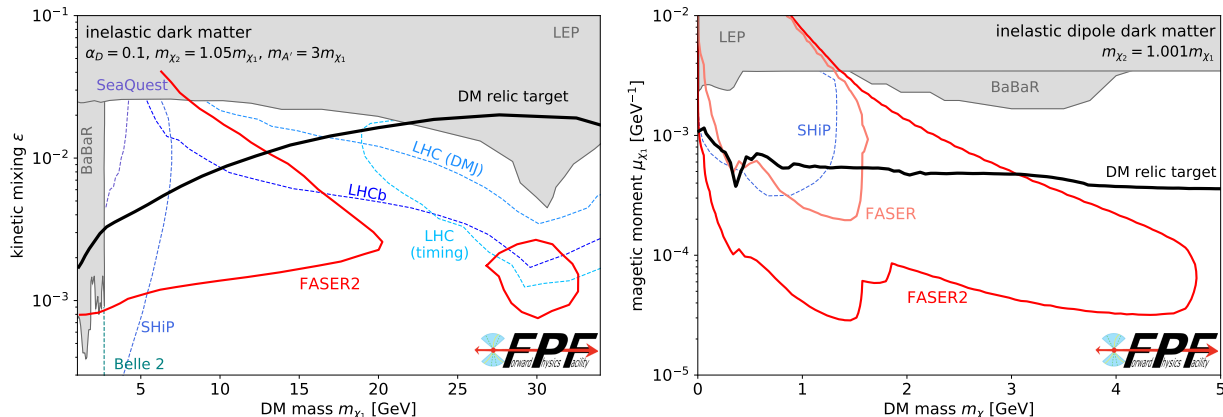 inelastic dark matter
α_D = 0.1, m_χ₂ = 1.05m_χ₁, m_A′ = 3m_χ₁
LEP
SeaQuest
DM relic target
BaBaR
LHC (DMJ)
LHCb
LHC
(timing)
FASER2
SHiP
Belle 2
FPF
Forward Physics Facility
kinetic mixing ε
10⁻¹
10⁻²
10⁻³
5
10
15
20
25
30
DM mass m_χ₁ [GeV]
inelastic dipole dark matter
m_χ₂ = 1.001m_χ₁
LEP
BaBaR
SHiP
DM relic target
FASER
FASER2
FPF
Forward Physics Facility
magetic moment μ_χ₁ [GeV⁻¹]
10⁻²
10⁻³
10⁻⁴
10⁻⁵
0
1
2
3
4
5
DM mass m_χ [GeV]